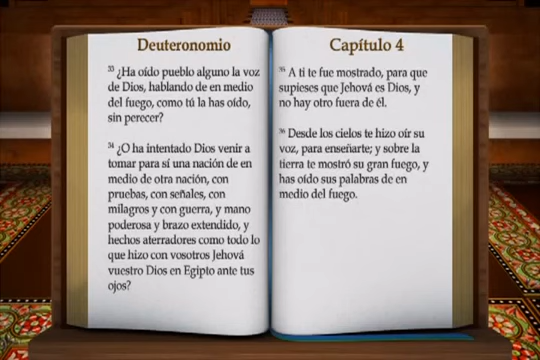 Deuteronomio
³³ ¿Ha oído pueblo alguno la voz
de Dios, hablando de en medio
del fuego, como tú la has oído,
sin perecer?
³⁴ ¿O ha intentado Dios venir a
tomar para sí una nación de en
medio de otra nación, con
pruebas, con señales, con
milagros y con guerra, y mano
poderosa y brazo extendido, y
hechos aterradores como todo lo
que hizo con vosotros Jehová
vuestro Dios en Egipto ante tus
ojos?
Capítulo 4
³⁵ A ti te fue mostrado, para que
supieses que Jehová es Dios, y
no hay otro fuera de él.
³⁶ Desde los cielos te hizo oír su
voz, para enseñarte; y sobre la
tierra te mostró su gran fuego, y
has oído sus palabras de en
medio del fuego.